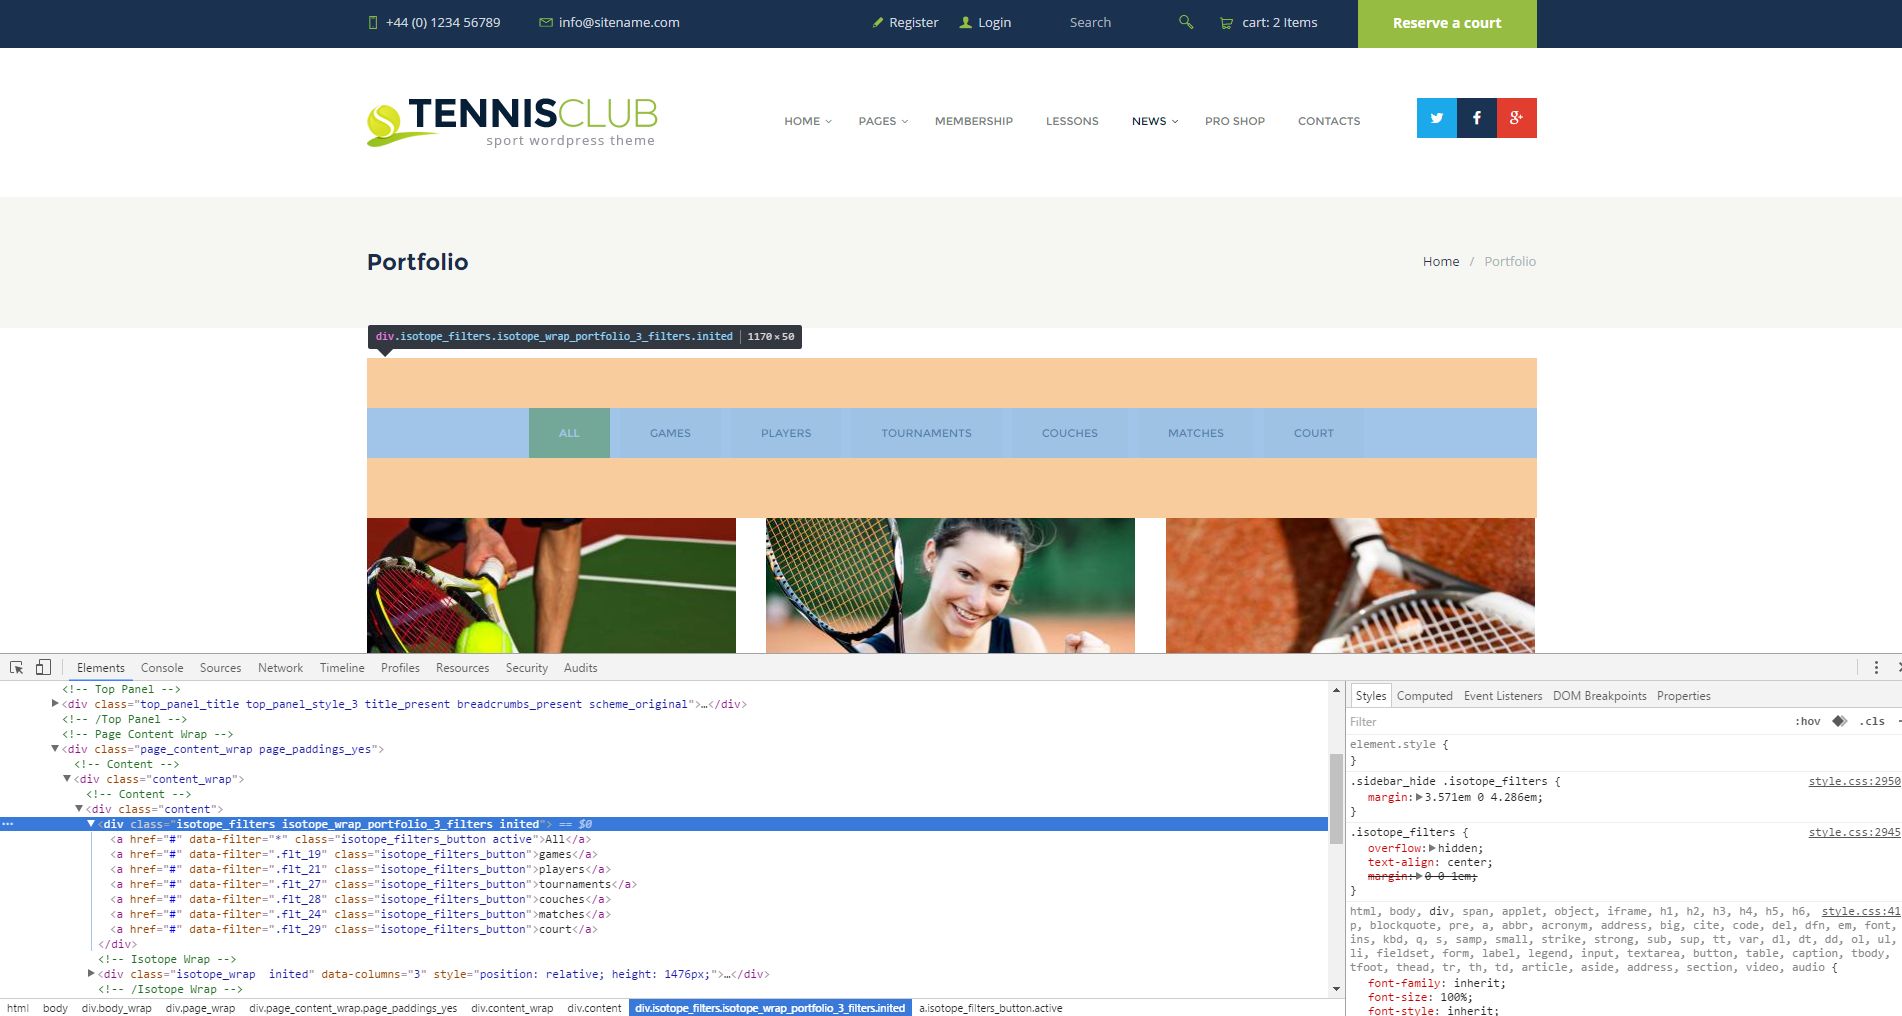 +44 (0) 1234 56789 info@sitename.com Register Login Search cart: 2 Items Reserve a court
TENNISCLUB
sport wordpress theme
HOME PAGES MEMBERSHIP LESSONS NEWS PRO SHOP CONTACTS
Portfolio
Home / Portfolio
div.isotope_filters.isotope_wrap_portfolio_3_filters.inited | 1170 × 50
ALL GAMES PLAYERS TOURNAMENTS COUCHES MATCHES COURT
Elements Console Sources Network Timeline Profiles Resources Security Audits
<!-- Top Panel -->
<div class="top_panel_title top_panel_style_3 title_present breadcrumbs_present scheme_original">…</div>
<!-- /Top Panel -->
<!-- Page Content Wrap -->
<div class="page_content_wrap page_paddings_yes">
<!-- Content -->
<div class="content_wrap">
<!-- Content -->
<div class="content">
<div class="isotope_filters isotope_wrap_portfolio_3_filters inited"> == $0
<a href="#" data-filter="*" class="isotope_filters_button active">All</a>
<a href="#" data-filter=".flt_19" class="isotope_filters_button">games</a>
<a href="#" data-filter=".flt_21" class="isotope_filters_button">players</a>
<a href="#" data-filter=".flt_27" class="isotope_filters_button">tournaments</a>
<a href="#" data-filter=".flt_28" class="isotope_filters_button">couches</a>
<a href="#" data-filter=".flt_24" class="isotope_filters_button">matches</a>
<a href="#" data-filter=".flt_29" class="isotope_filters_button">court</a>
</div>
<!-- Isotope Wrap -->
<div class="isotope_wrap  inited" data-columns="3" style="position: relative; height: 1476px;">…</div>
<!-- /Isotope Wrap -->
html body div.body_wrap div.page_wrap div.page_content_wrap.page_paddings_yes div.content_wrap div.content div.isotope_filters.isotope_wrap_portfolio_3_filters.inited a.isotope_filters_button.active
Styles Computed Event Listeners DOM Breakpoints Properties
Filter :hov .cls
element.style {
}
.sidebar_hide .isotope_filters { style.css:2950
margin: 3.571em 0 4.286em;
}
.isotope_filters { style.css:2945
overflow: hidden;
text-align: center;
margin: 0 0 1em;
}
html, body, div, span, applet, object, iframe, h1, h2, h3, h4, h5, h6, style.css:41
p, blockquote, pre, a, abbr, acronym, address, big, cite, code, del, dfn, em, font,
ins, kbd, q, s, samp, small, strike, strong, sub, sup, tt, var, dl, dt, dd, ol, ul,
li, fieldset, form, label, legend, input, textarea, button, table, caption, tbody,
tfoot, thead, tr, th, td, article, aside, address, section, video, audio {
font-family: inherit;
font-size: 100%;
font-style: inherit;